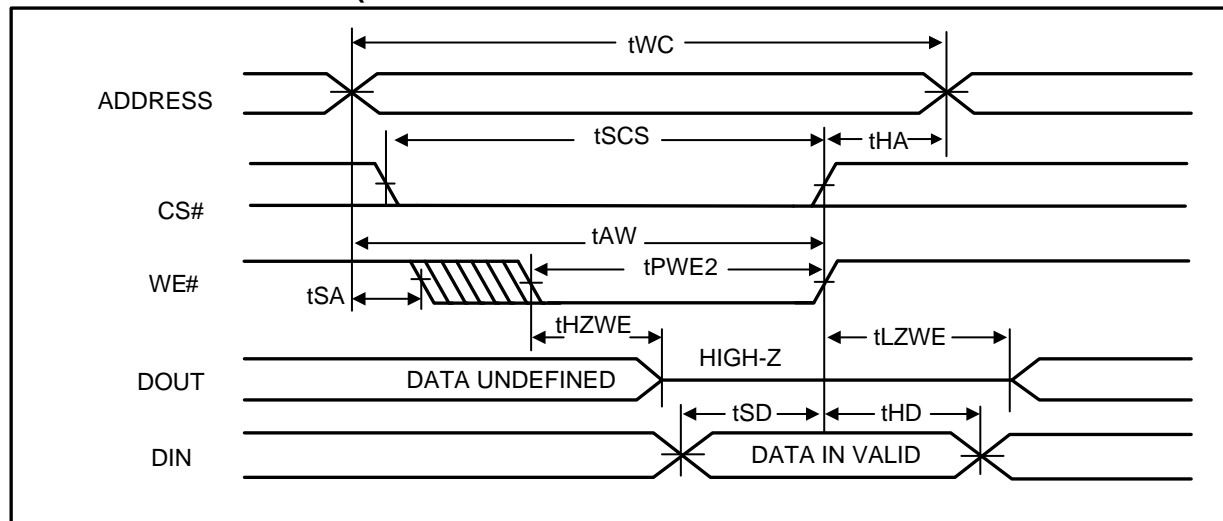 tWC
ADDRESS
tSCS
tHA
CS#
tAW
tPWE2
WE#
tSA
tHZWE
tLZWE
HIGH-Z
DOUT
DATA UNDEFINED
tSD
tHD
DIN
DATA IN VALID